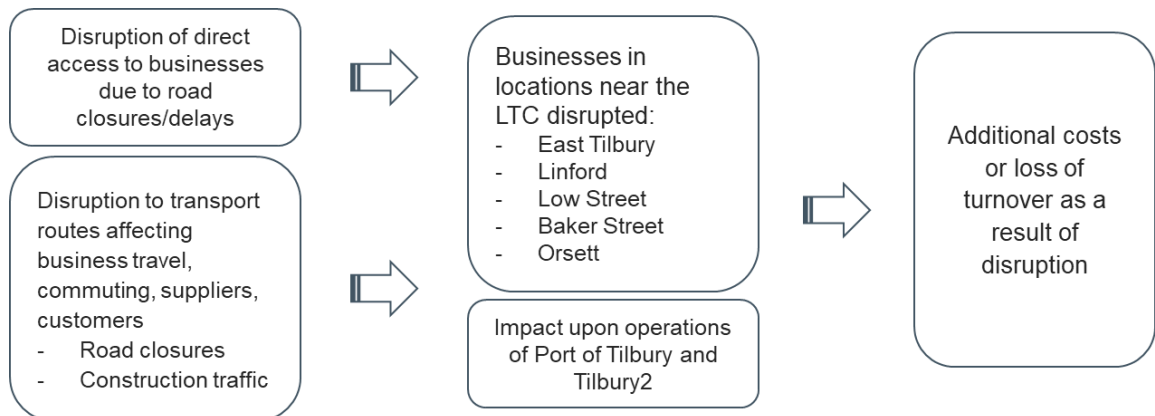 Disruption of direct
access to businesses
due to road
closures/delays
Disruption to transport
routes affecting
business travel,
commuting, suppliers,
customers
- Road closures
- Construction traffic
Businesses in
locations near the
LTC disrupted:
- East Tilbury
- Linford
- Low Street
- Baker Street
- Orsett
Impact upon operations
of Port of Tilbury and
Tilbury2
Additional costs
or loss of
turnover as a
result of
disruption